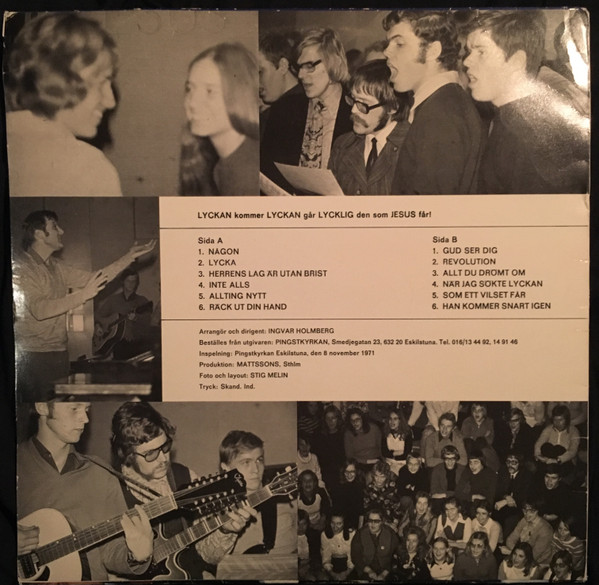 LYCKAN kommer LYCKAN går LYCKLIG den som JESUS får!
Sida A
1. NÅGON
2. LYCKA
3. HERRENS LAG ÄR UTAN BRIST
4. INTE ALLS
5. ALLTING NYTT
6. RÄCK UT DIN HAND
Sida B
1. GUD SER DIG
2. REVOLUTION
3. ALLT DU DRÖMT OM
4. NÄR JAG SÖKTE LYCKAN
5. SOM ETT VILSET FÅR
6. HAN KOMMER SNART IGEN
Arrangör och dirigent: INGVAR HOLMBERG
Beställes från utgivaren: PINGSTKYRKAN, Smedjegatan 23, 632 20 Eskilstuna. Tel. 016/13 44 92, 14 91 46
Inspelning: Pingstkyrkan Eskilstuna, den 8 november 1971
Produktion: MATTSSONS, Sthlm
Foto och layout: STIG MELIN
Tryck: Skand. Ind.